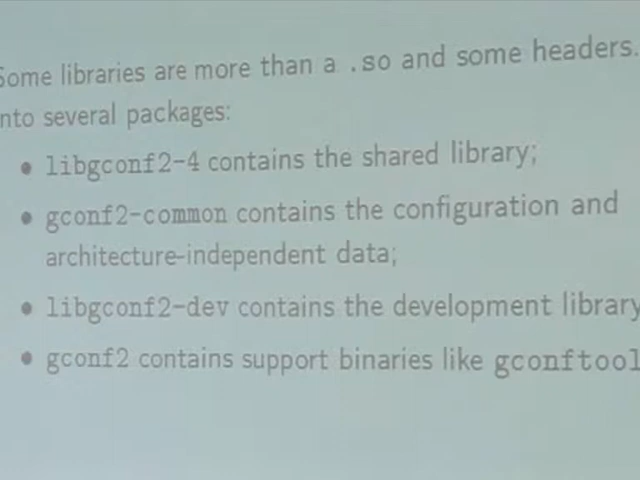 Some libraries are more than a .so and some headers.
into several packages:
• libgconf2-4 contains the shared library;
• gconf2-common contains the configuration and
architecture-independent data;
• libgconf2-dev contains the development library
• gconf2 contains support binaries like gconftool